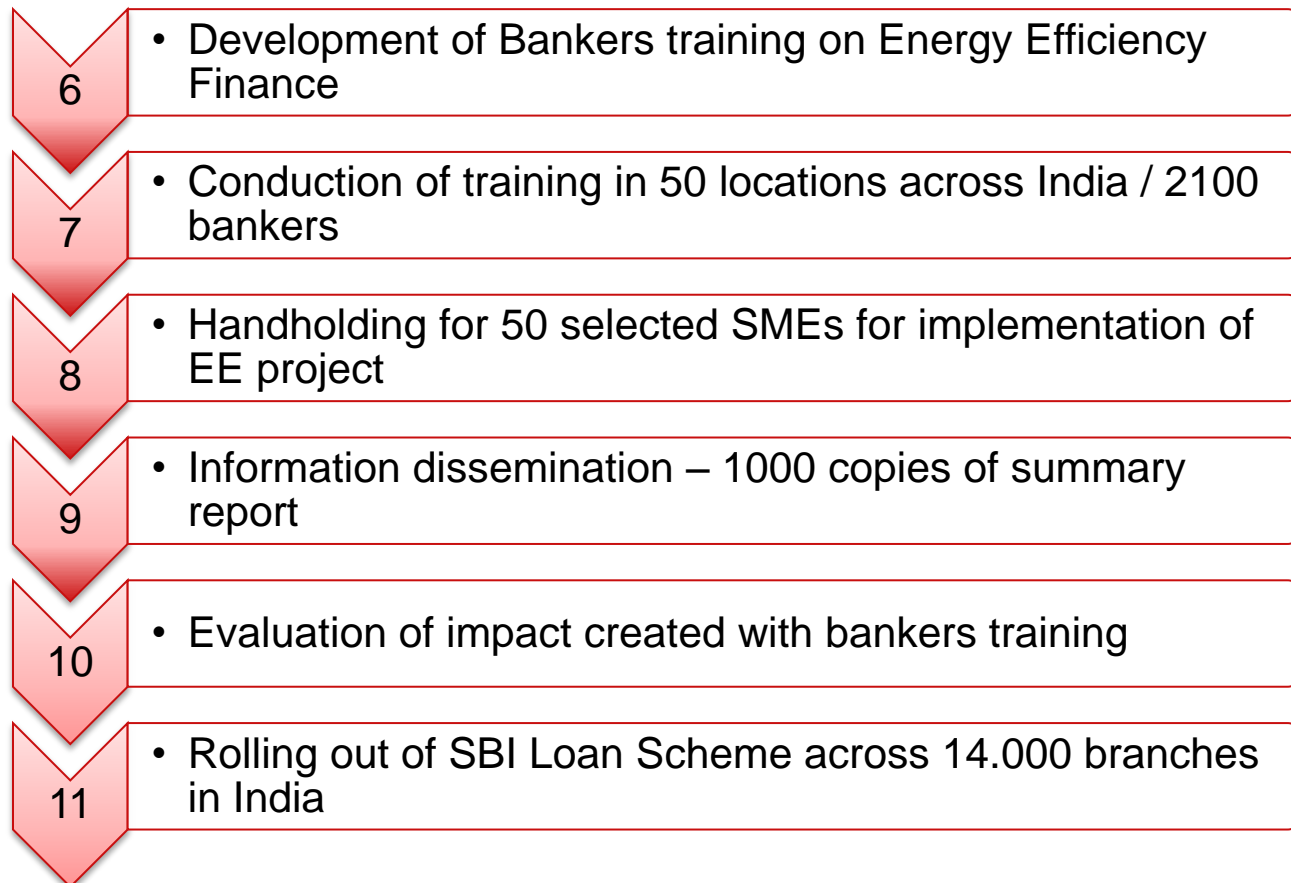 6
• Development of Bankers training on Energy Efficiency
Finance
7
• Conduction of training in 50 locations across India / 2100
bankers
8
• Handholding for 50 selected SMEs for implementation of
EE project
9
• Information dissemination – 1000 copies of summary
report
10
• Evaluation of impact created with bankers training
11
• Rolling out of SBI Loan Scheme across 14.000 branches
in India